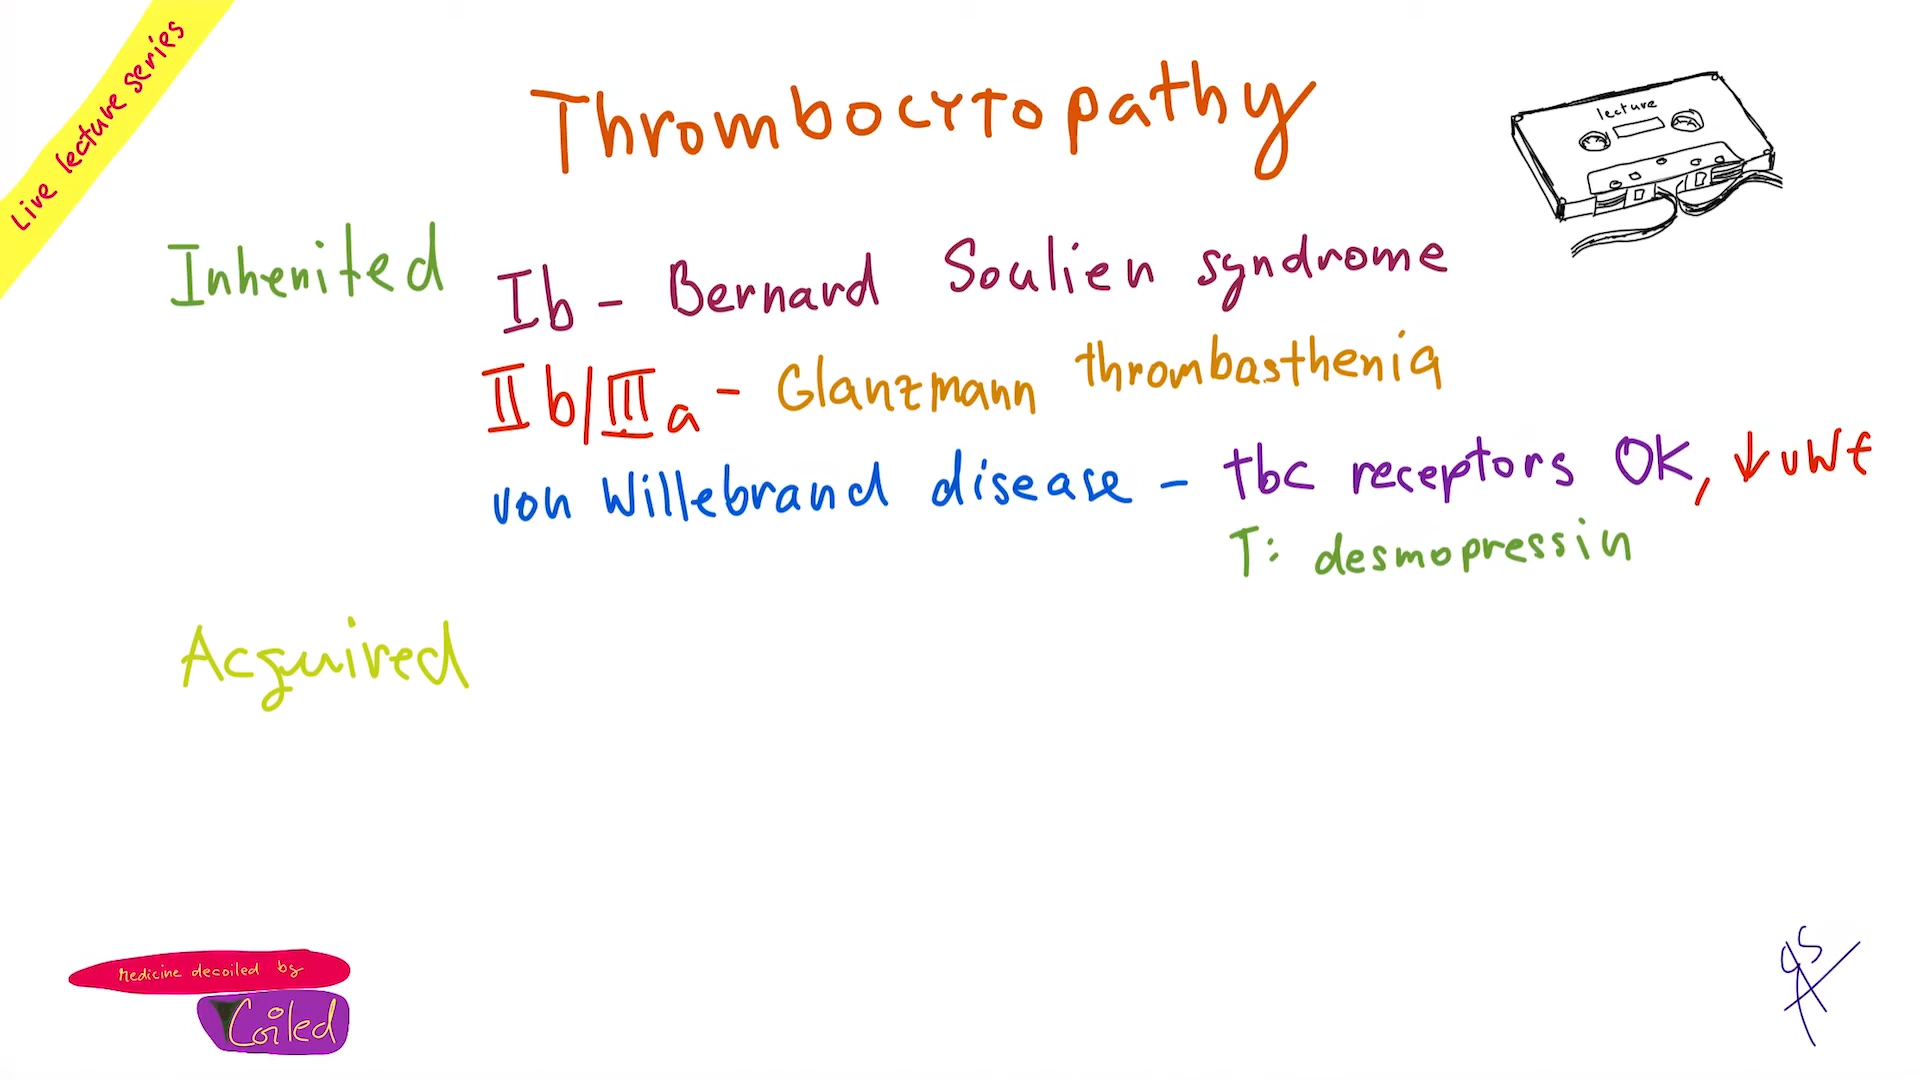 Live lecture series
Thrombocytopathy
lecture
Inherited
Ib - Bernard Soulier syndrome
IIb/IIIa - Glanzmann thrombasthenia
von Willebrand disease - tbc receptors OK, ↓ vWf
T: desmopressin
Acquired
Medicine decoiled by
Coiled